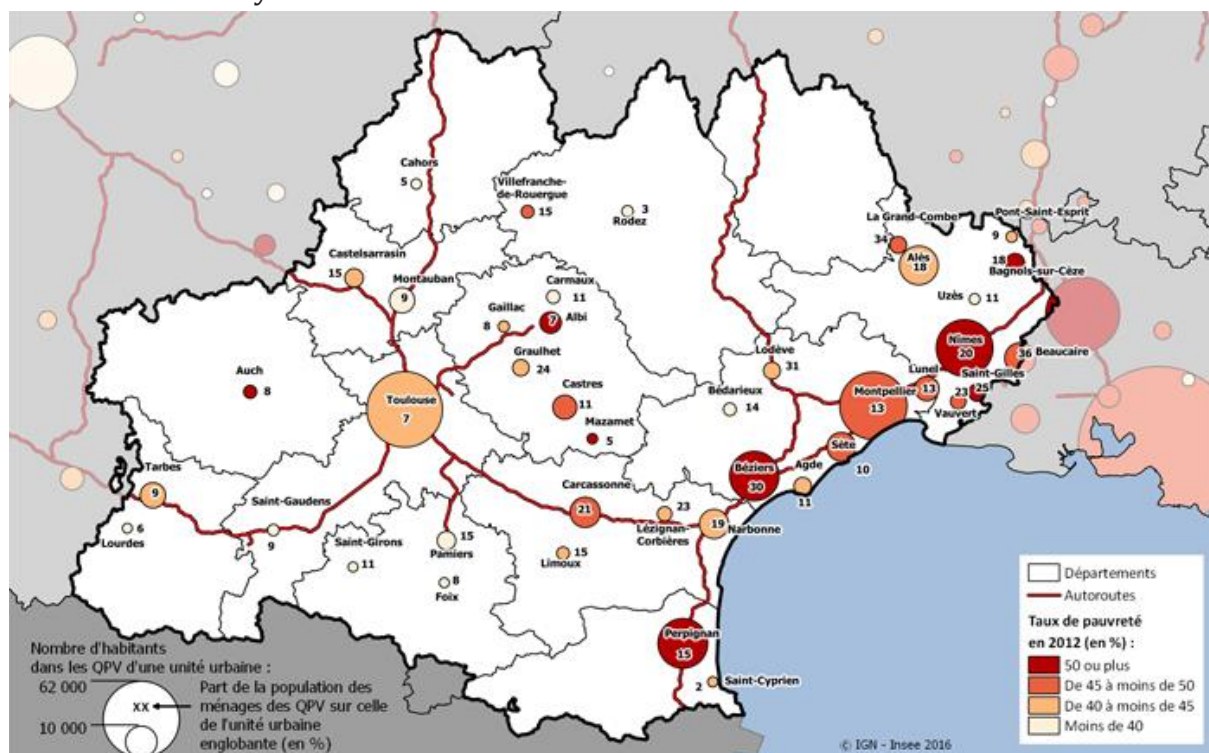 Cahors
5
Villefranche-
de-Rouergue
15
3
Rodez
La Grand-Combe
34
Pont-Saint-Esprit
9
Alès
18
18
Bagnols-sur-Cèze
Uzès
11
Castelsarrasin
15
Montauban
9
Carmaux
11
Gaillac
8
7
Albi
Graulhet
24
Castres
11
Mazamet
5
Auch
8
Toulouse
7
Lodève
31
Bédarieux
14
Montpellier
13
Lunel
13
Nîmes
20
36
Beaucaire
Saint-Gilles
25
23
Vauvert
Sète
10
Agde
11
Béziers
30
Tarbes
9
6
Lourdes
Saint-Gaudens
9
Saint-Girons
11
15
Pamiers
8
Foix
Carcassonne
21
23
Lézignan-
Corbières
19
Narbonne
15
Limoux
Perpignan
15
2
Saint-Cyprien
Nombre d'habitants
dans les QPV d'une unité urbaine :
62 000
10 000
xx
Part de la population des
ménages des QPV sur celle
de l'unité urbaine
englobante (en %)
Départements
Autoroutes
Taux de pauvreté
en 2012 (en %) :
50 ou plus
De 45 à moins de 50
De 40 à moins de 45
Moins de 40
© IGN - Insee 2016